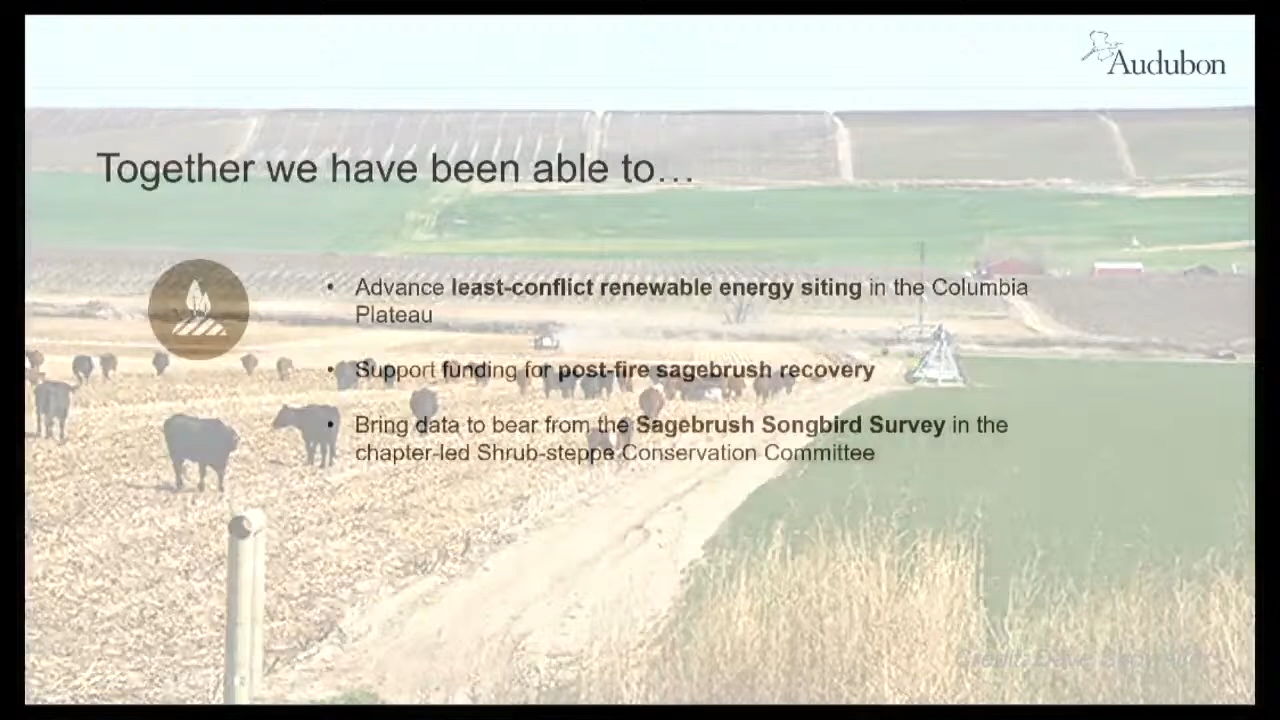 Audubon
Together we have been able to…
• Advance least-conflict renewable energy siting in the Columbia
Plateau
• Support funding for post-fire sagebrush recovery
• Bring data to bear from the Sagebrush Songbird Survey in the
chapter-led Shrub-steppe Conservation Committee